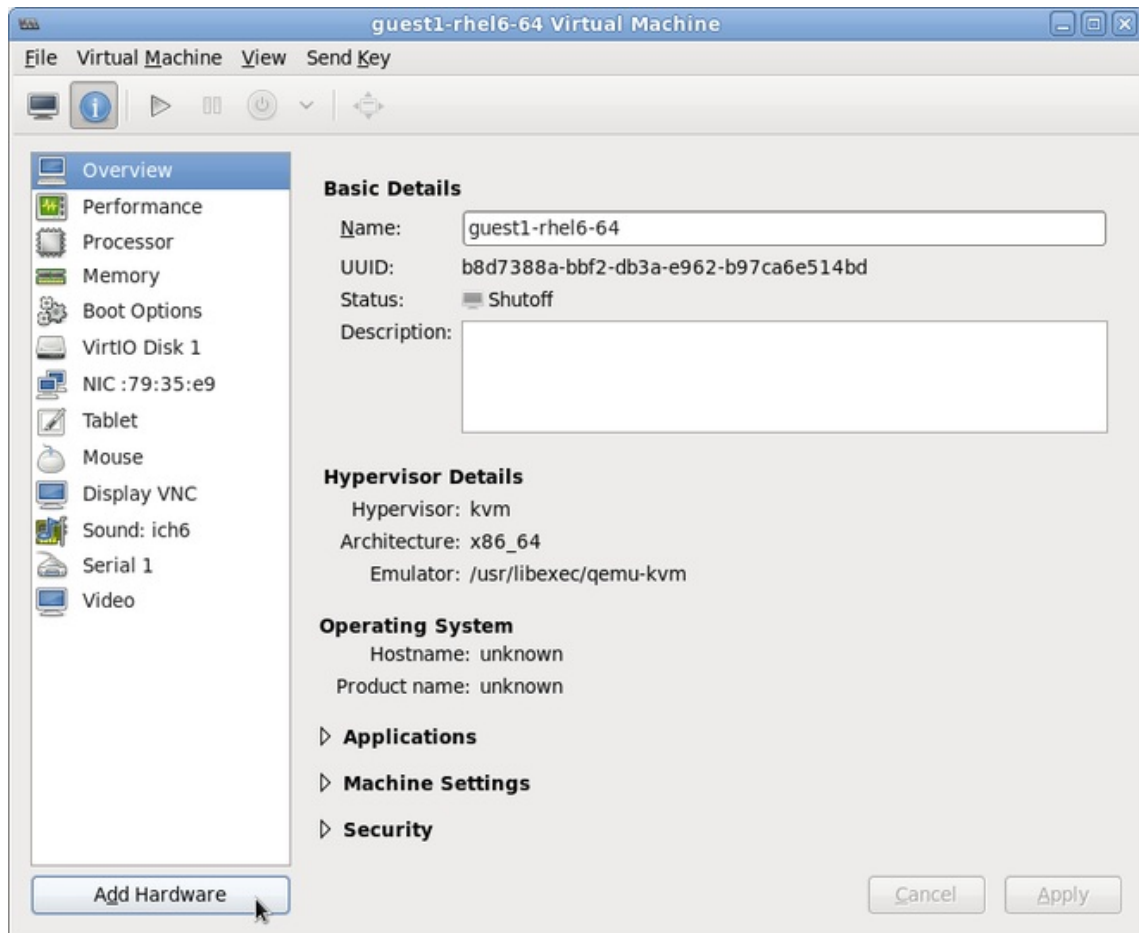 guest1-rhel6-64 Virtual Machine
File Virtual Machine View Send Key
Overview
Performance
Processor
Memory
Boot Options
VirtIO Disk 1
NIC :79:35:e9
Tablet
Mouse
Display VNC
Sound: ich6
Serial 1
Video
Add Hardware
Basic Details
Name: guest1-rhel6-64
UUID: b8d7388a-bbf2-db3a-e962-b97ca6e514bd
Status: Shutoff
Description:
Hypervisor Details
Hypervisor: kvm
Architecture: x86_64
Emulator: /usr/libexec/qemu-kvm
Operating System
Hostname: unknown
Product name: unknown
Applications
Machine Settings
Security
Cancel Apply